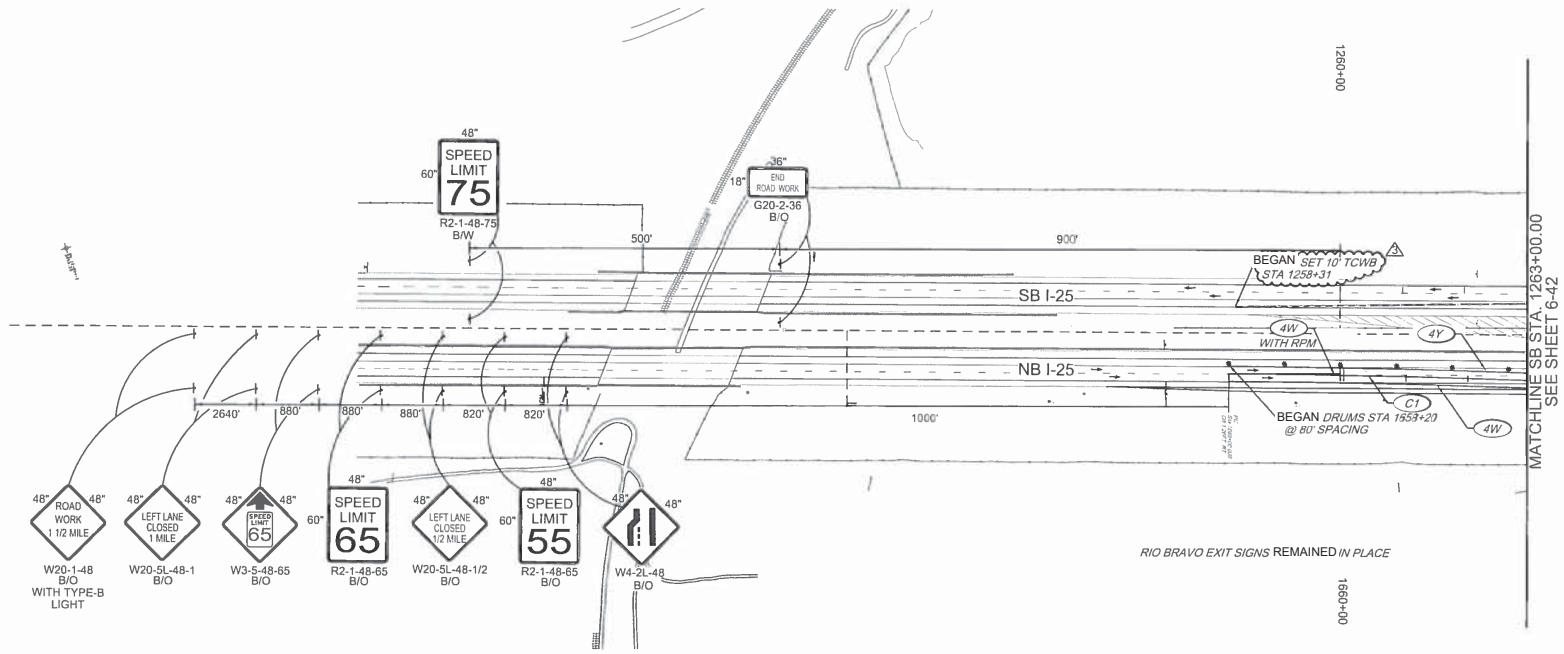 48"
SPEED
LIMIT
75
60"
R2-1-48-75
B/W
36"
END
ROAD WORK
18"
G20-2-36
B/O
1260+00
500'
900'
3
BEGAN SET 10' TCWB
STA 1258+31
SB I-25
4W
WITH RPM
4Y
NB I-25
C1
4W
2640'
880'
880'
880'
820'
820'
1000'
BEGAN DRUMS STA 1658+20
@ 80' SPACING
MATCHLINE SB STA. 1263+00.00
SEE SHEET 6-42
48" 48"
ROAD
WORK
1 1/2 MILE
W20-1-48
B/O
WITH TYPE-B
LIGHT
48" 48"
LEFT LANE
CLOSED
1 MILE
W20-5L-48-1
B/O
48" 48"
SPEED
LIMIT
65
W3-5-48-65
B/O
48"
60"
SPEED
LIMIT
65
R2-1-48-65
B/O
48" 48"
LEFT LANE
CLOSED
1/2 MILE
W20-5L-48-1/2
B/O
48"
60"
SPEED
LIMIT
55
R2-1-48-65
B/O
48" 48"
W4-2L-48
B/O
RIO BRAVO EXIT SIGNS REMAINED IN PLACE
1660+00